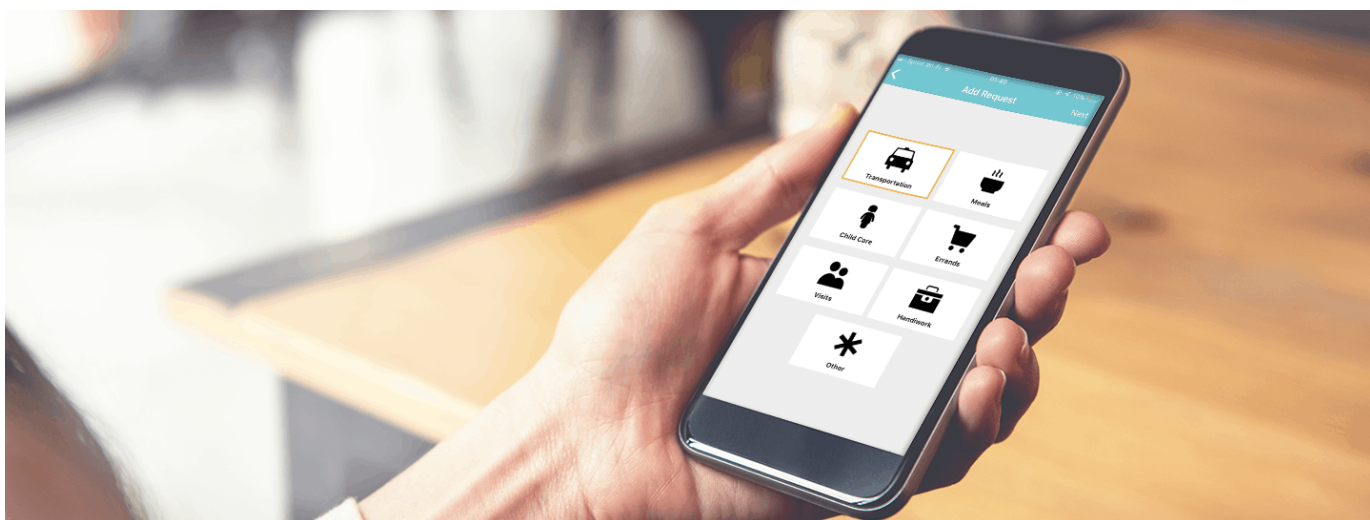 Add Request
Next
Transportation
Meals
Child Care
Errands
Visits
Handiwork
Other